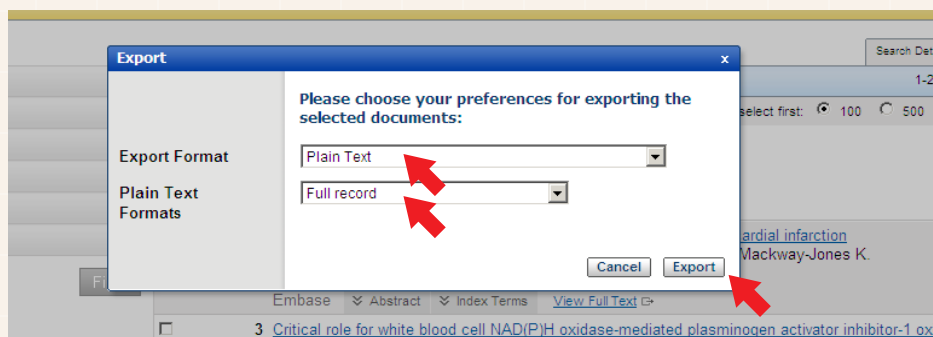 Search Det
Export x
1-2
Please choose your preferences for exporting the
selected documents:
select first: 100 500
Export Format Plain Text
Plain Text Full record
Formats
ardial infarction
Mackway-Jones K.
Cancel Export
Fi
Embase Abstract Index Terms View Full Text
3 Critical role for white blood cell NAD(P)H oxidase-mediated plasminogen activator inhibitor-1 ox